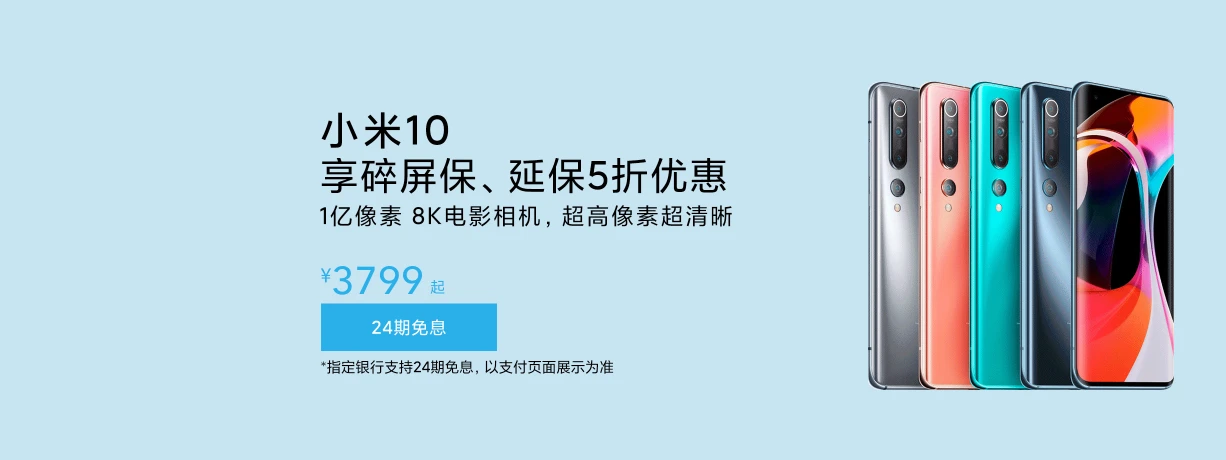 小米10
享碎屏保、延保5折优惠
1亿像素 8K电影相机，超高像素超清晰
¥3799 起
24期免息
*指定银行支持24期免息，以支付页面展示为准